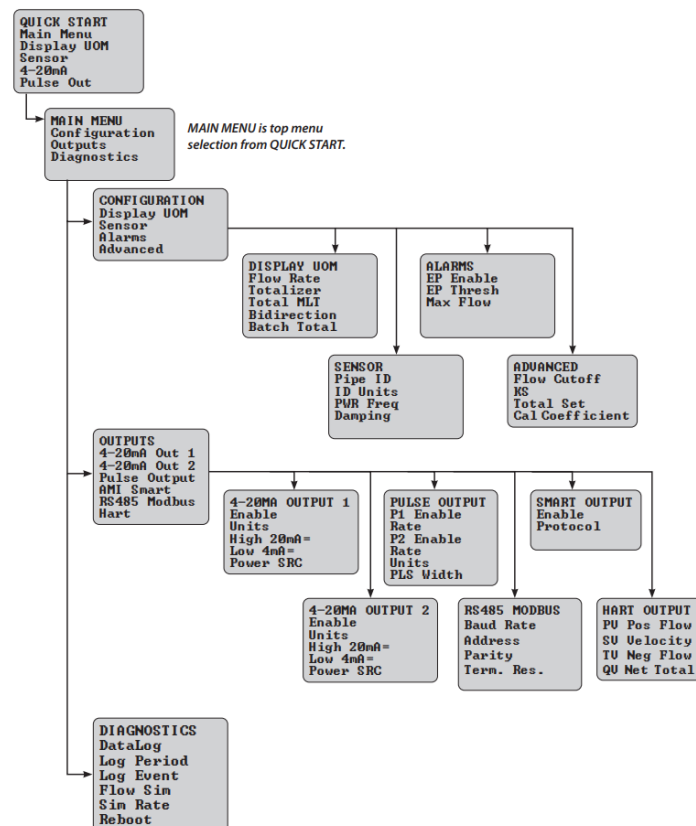 QUICK START
Main Menu
Display UOM
Sensor
4-20mA
Pulse Out
MAIN MENU
Configuration
Outputs
Diagnostics
MAIN MENU is top menu
selection from QUICK START.
CONFIGURATION
Display UOM
Sensor
Alarms
Advanced
DISPLAY UOM
Flow Rate
Totalizer
Total MLT
Bidirection
Batch Total
ALARMS
EP Enable
EP Thresh
Max Flow
SENSOR
Pipe ID
ID Units
PWR Freq
Damping
ADVANCED
Flow Cutoff
KS
Total Set
Cal Coefficient
OUTPUTS
4-20mA Out 1
4-20mA Out 2
Pulse Output
AMI Smart
RS485 Modbus
Hart
4-20MA OUTPUT 1
Enable
Units
High 20mA=
Low 4mA=
Power SRC
PULSE OUTPUT
P1 Enable
Rate
P2 Enable
Rate
Units
PLS Width
SMART OUTPUT
Enable
Protocol
4-20MA OUTPUT 2
Enable
Units
High 20mA=
Low 4mA=
Power SRC
RS485 MODBUS
Baud Rate
Address
Parity
Term. Res.
HART OUTPUT
PV Pos Flow
SV Velocity
TV Neg Flow
QV Net Total
DIAGNOSTICS
DataLog
Log Period
Log Event
Flow Sim
Sim Rate
Reboot